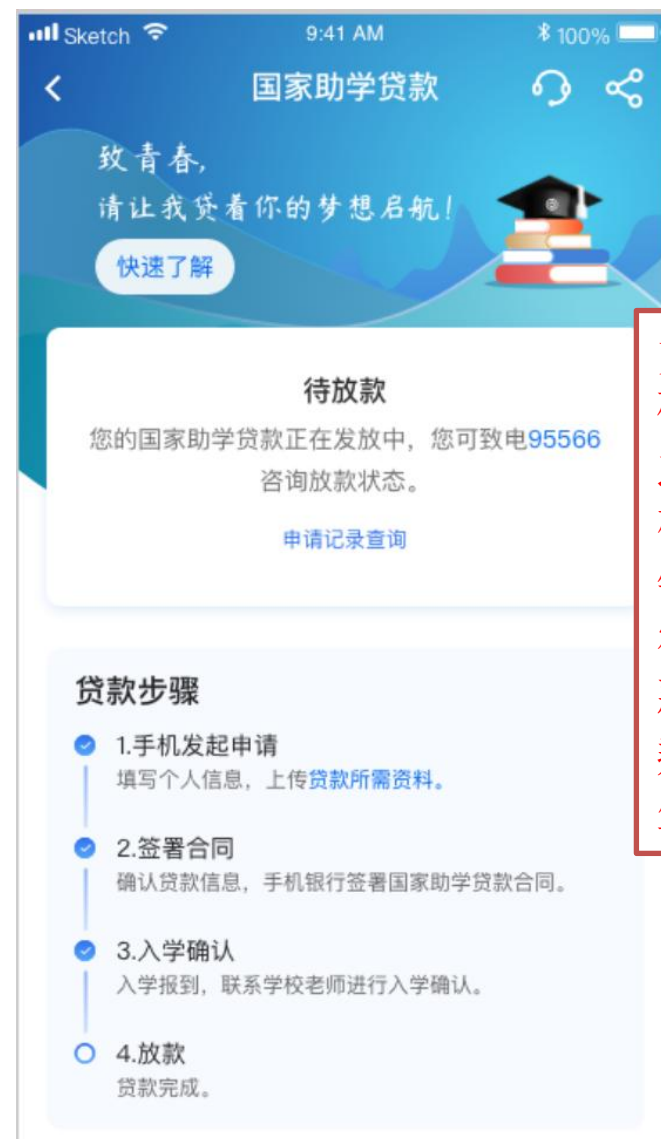 Sketch 9:41 AM 100%
国家助学贷款
致青春,
请让我贷着你的梦想启航!
快速了解
待放款
您的国家助学贷款正在发放中，您可致电95566
咨询放款状态。
申请记录查询
贷款步骤
1.手机发起申请
填写个人信息，上传贷款所需资料。
2.签署合同
确认贷款信息，手机银行签署国家助学贷款合同。
3.入学确认
入学报到，联系学校老师进行入学确认。
4.放款
贷款完成。